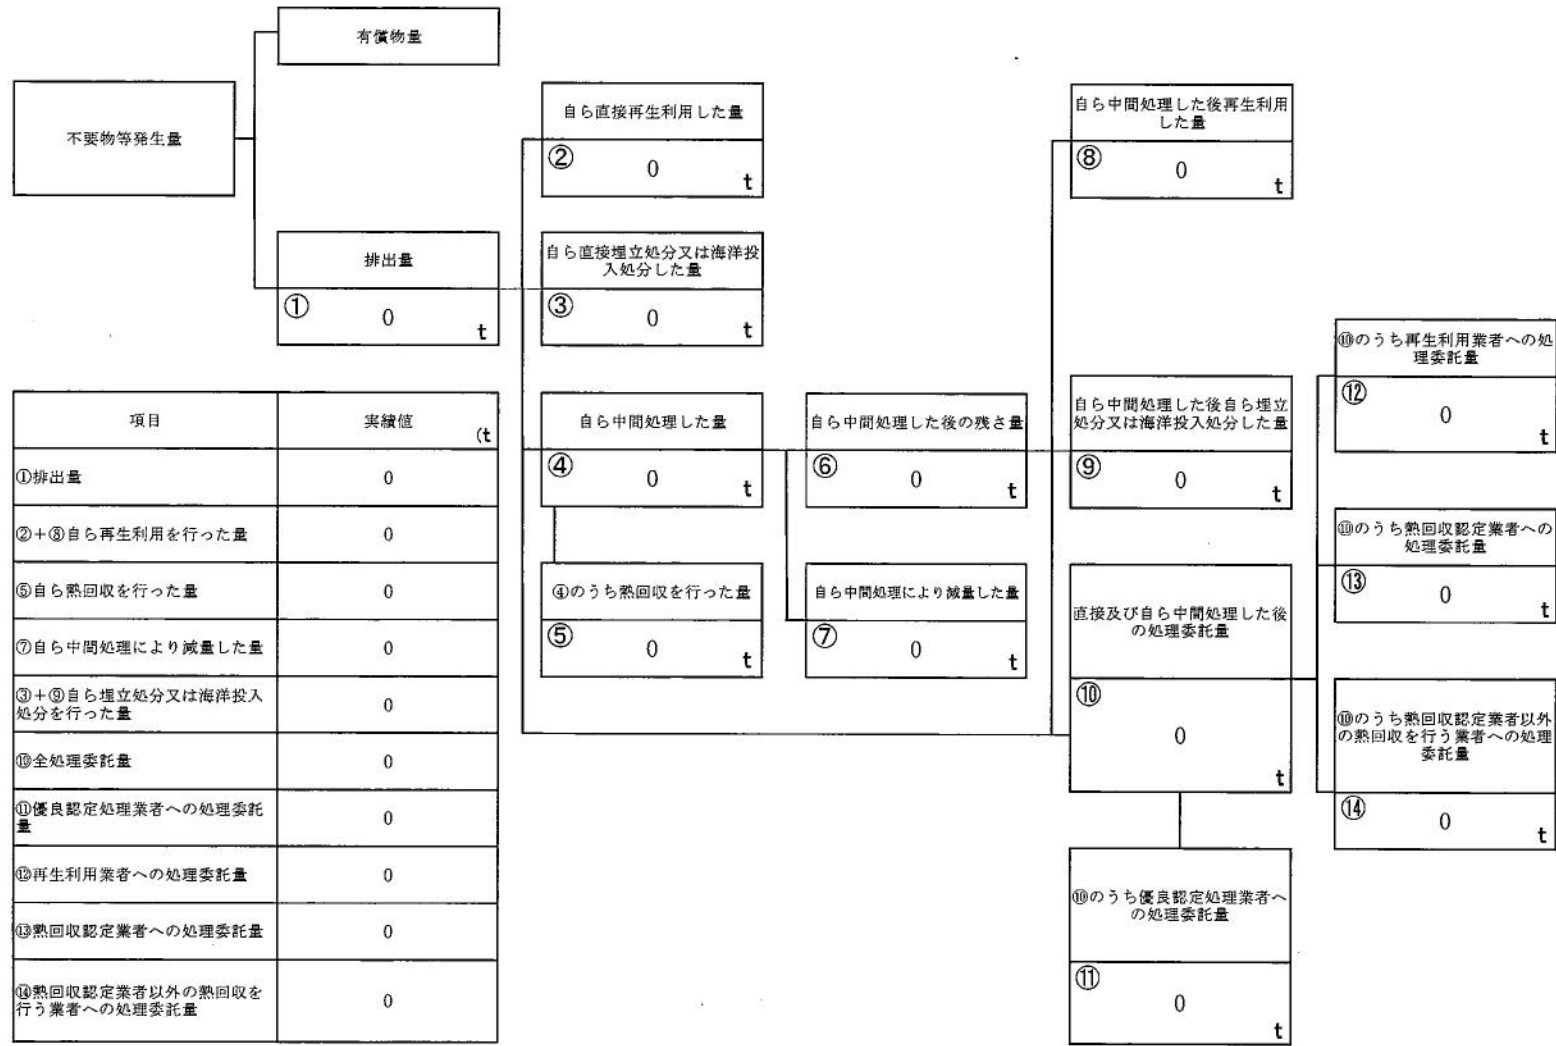 有償物量
不要物等発生量
排出量
①
0
t
自ら直接再生利用した量
②
0
t
自ら直接埋立処分又は海洋投
入処分した量
③
0
t
自ら中間処理した量
④
0
t
④のうち熱回収を行った量
⑤
0
t
自ら中間処理した後の残さ量
⑥
0
t
自ら中間処理により減量した量
⑦
0
t
自ら中間処理した後再生利用
した量
⑧
0
t
自ら中間処理した後自ら埋立
処分又は海洋投入処分した量
⑨
0
t
直接及び自ら中間処理した後
の処理委託量
⑩
0
t
⑩のうち優良認定処理業者へ
の処理委託量
⑪
0
t
⑩のうち再生利用業者への処
理委託量
⑫
0
t
⑩のうち熱回収認定業者への
処理委託量
⑬
0
t
⑩のうち熱回収認定業者以外
の熱回収を行う業者への処理
委託量
⑭
0
t
項目 実績値 (t
①排出量 0
②+⑧自ら再生利用を行った量 0
⑤自ら熱回収を行った量 0
⑦自ら中間処理により減量した量 0
③+⑨自ら埋立処分又は海洋投入
処分を行った量 0
⑩全処理委託量 0
⑪優良認定処理業者への処理委託
量 0
⑫再生利用業者への処理委託量 0
⑬熱回収認定業者への処理委託量 0
⑭熱回収認定業者以外の熱回収を
行う業者への処理委託量 0